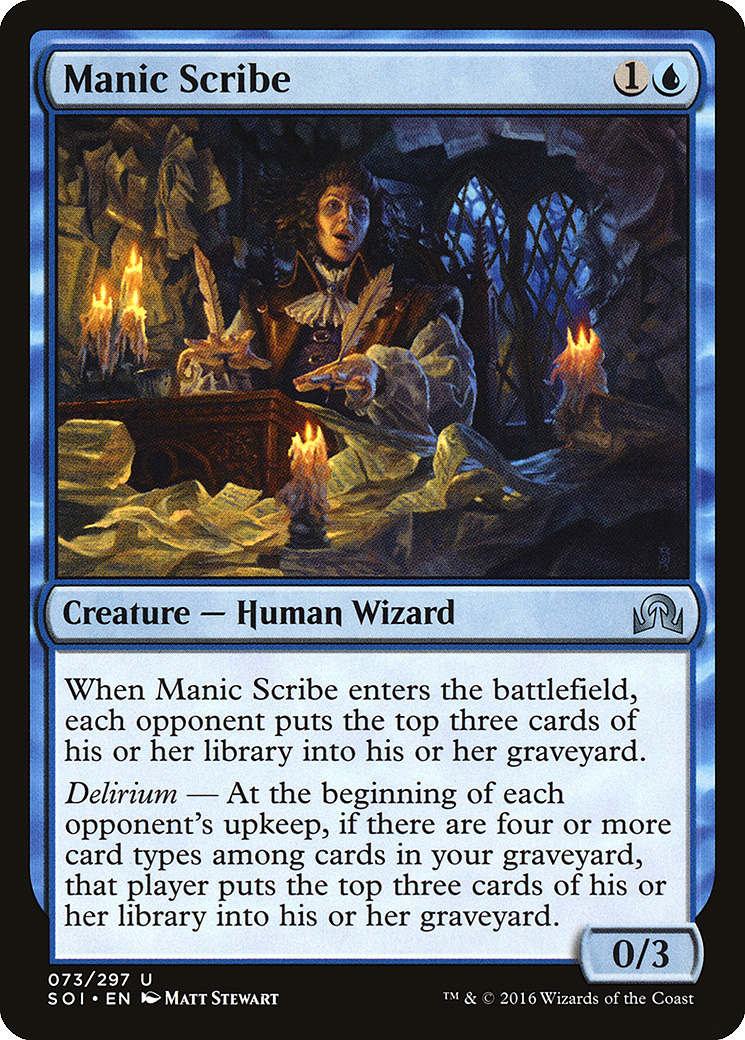 Manic Scribe 1
Creature — Human Wizard
When Manic Scribe enters the battlefield,
each opponent puts the top three cards of
his or her library into his or her graveyard.
Delirium — At the beginning of each
opponent's upkeep, if there are four or more
card types among cards in your graveyard,
that player puts the top three cards of his or
her library into his or her graveyard.
0/3
073/297 U
SOI • EN Matt Stewart
™ & © 2016 Wizards of the Coast